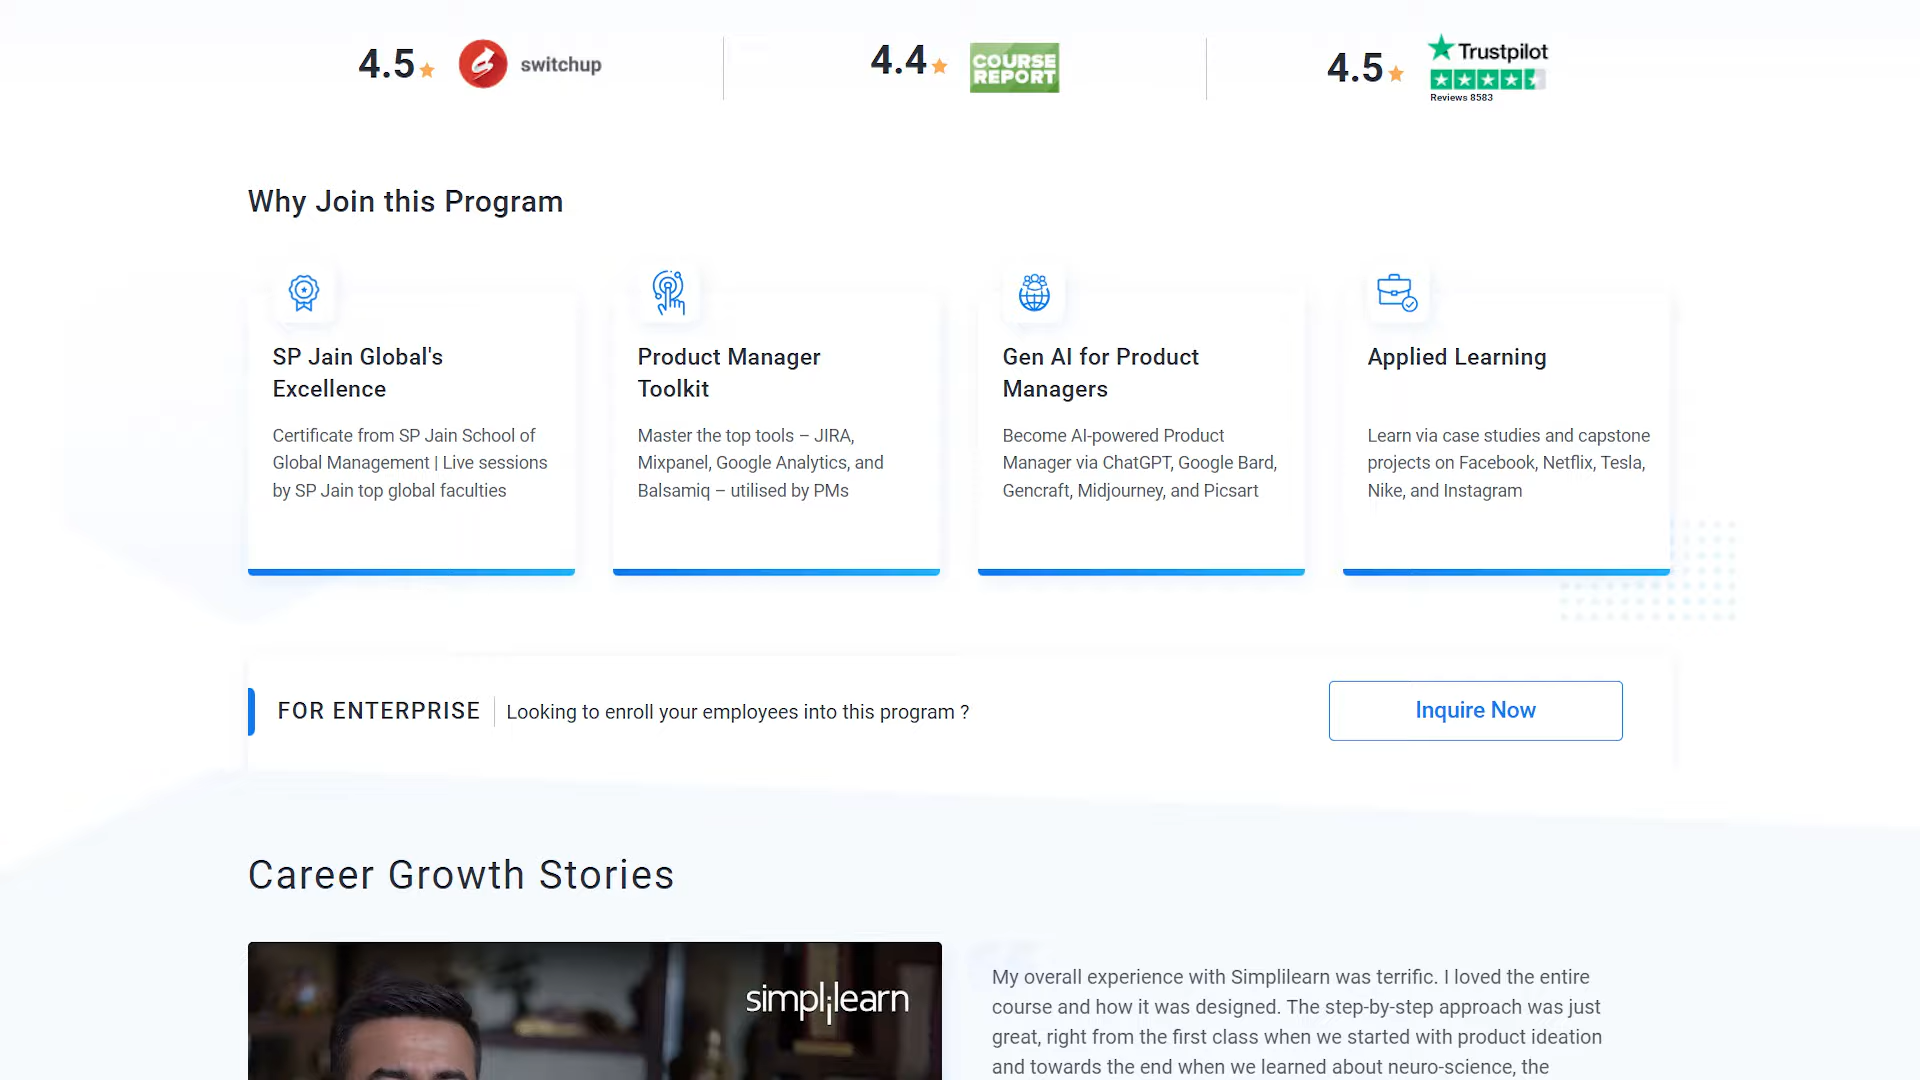 4.5 switchup
4.4 COURSE REPORT
4.5 Trustpilot
Reviews 8583
Why Join this Program
SP Jain Global's
Excellence
Certificate from SP Jain School of
Global Management | Live sessions
by SP Jain top global faculties
Product Manager
Toolkit
Master the top tools – JIRA,
Mixpanel, Google Analytics, and
Balsamiq – utilised by PMs
Gen AI for Product
Managers
Become AI-powered Product
Manager via ChatGPT, Google Bard,
Gencraft, Midjourney, and Picsart
Applied Learning
Learn via case studies and capstone
projects on Facebook, Netflix, Tesla,
Nike, and Instagram
FOR ENTERPRISE Looking to enroll your employees into this program ?
Inquire Now
Career Growth Stories
simplilearn
My overall experience with Simplilearn was terrific. I loved the entire
course and how it was designed. The step-by-step approach was just
great, right from the first class when we started with product ideation
and towards the end when we learned about neuro-science, the